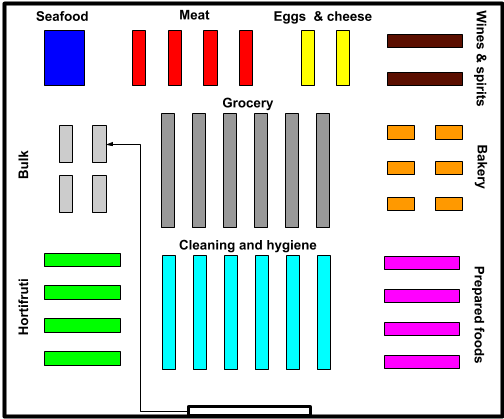 Seafood
Meat
Eggs & cheese
Wines & spirits
Grocery
Bulk
Bakery
Cleaning and hygiene
Hortifruti
Prepared foods